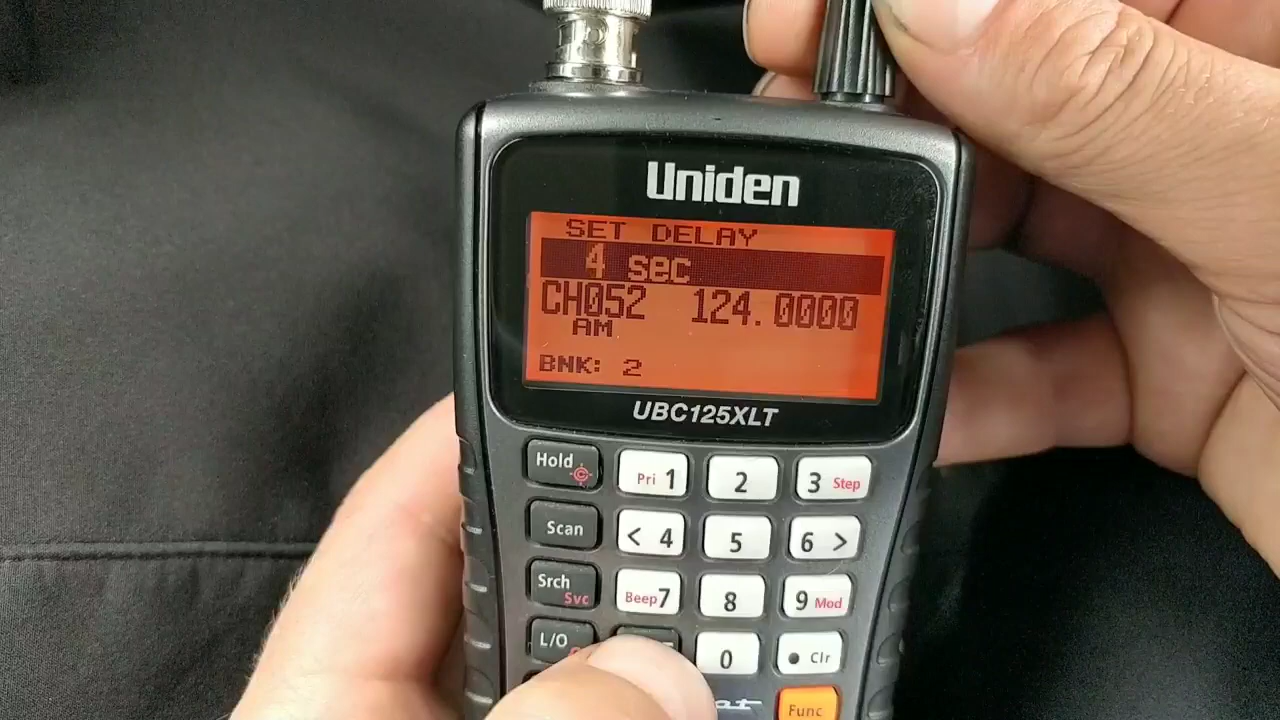 Uniden
SET DELAY
4 sec
CH052 124.0000
AM
BNK: 2
UBC125XLT
Hold Pri 1 2 3 Step
Scan < 4 5 6 >
Srch Svc Beep 7 8 9 Mod
L/O 0 • Clr
Func